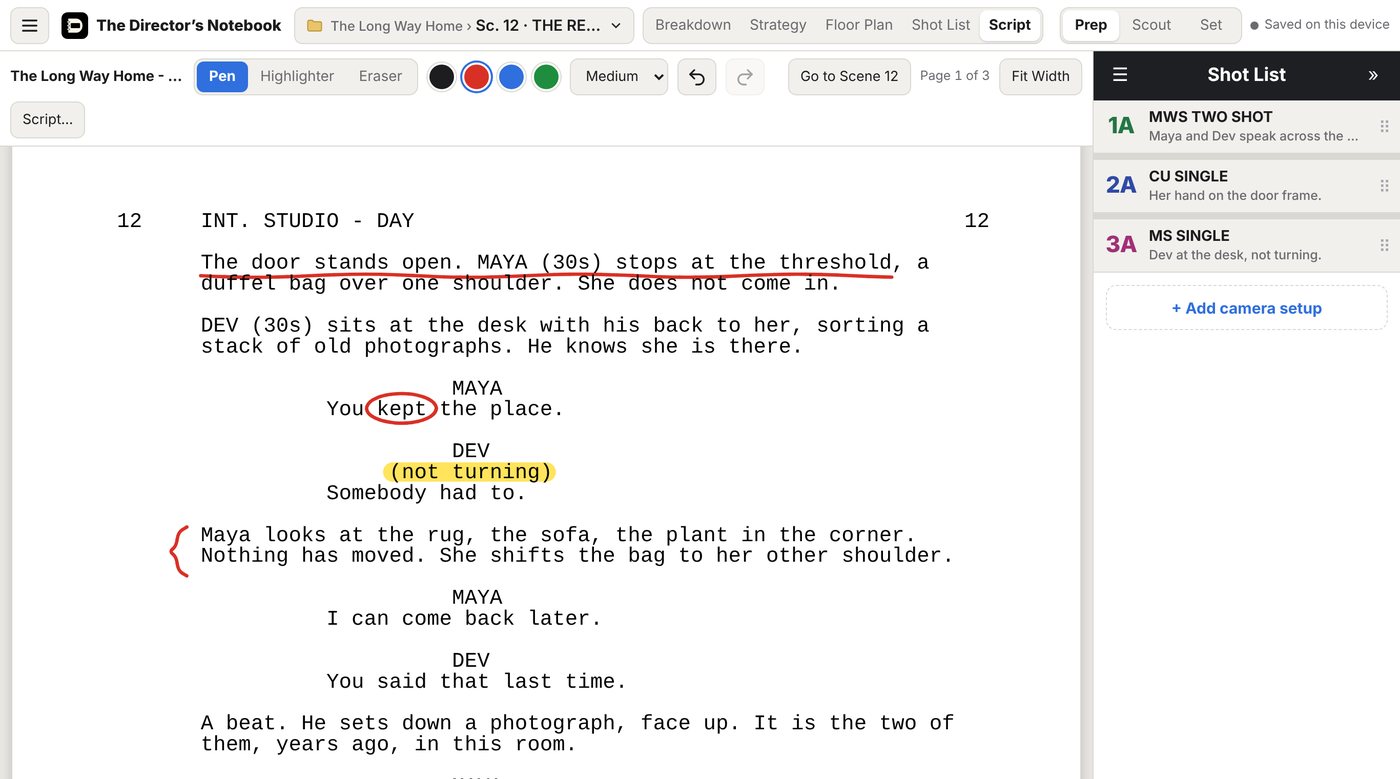 The Director's Notebook
The Long Way Home › Sc. 12 · THE RE...
Breakdown Strategy Floor Plan Shot List Script
Prep Scout Set
Saved on this device
The Long Way Home - ...
Pen Highlighter Eraser
Medium
Go to Scene 12
Page 1 of 3
Fit Width
Script...
12 INT. STUDIO - DAY 12
The door stands open. MAYA (30s) stops at the threshold, a
duffel bag over one shoulder. She does not come in.
DEV (30s) sits at the desk with his back to her, sorting a
stack of old photographs. He knows she is there.
MAYA
You kept the place.
DEV
(not turning)
Somebody had to.
Maya looks at the rug, the sofa, the plant in the corner.
Nothing has moved. She shifts the bag to her other shoulder.
MAYA
I can come back later.
DEV
You said that last time.
A beat. He sets down a photograph, face up. It is the two of
them, years ago, in this room.
Shot List
1A MWS TWO SHOT
Maya and Dev speak across the ...
2A CU SINGLE
Her hand on the door frame.
3A MS SINGLE
Dev at the desk, not turning.
+ Add camera setup